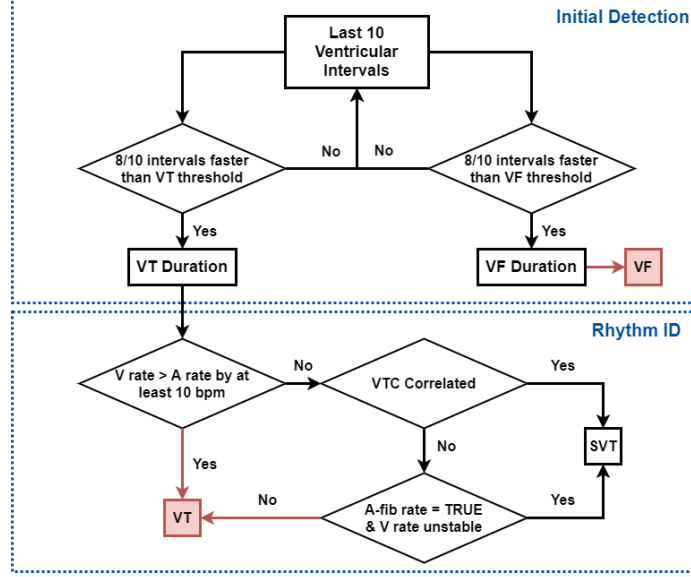 Initial Detection
Last 10
Ventricular
Intervals
8/10 intervals faster
than VT threshold
No
No
8/10 intervals faster
than VF threshold
Yes
Yes
VT Duration
VF Duration
VF
Rhythm ID
V rate > A rate by at
least 10 bpm
No
VTC Correlated
Yes
SVT
No
Yes
VT
No
A-fib rate = TRUE
& V rate unstable
Yes